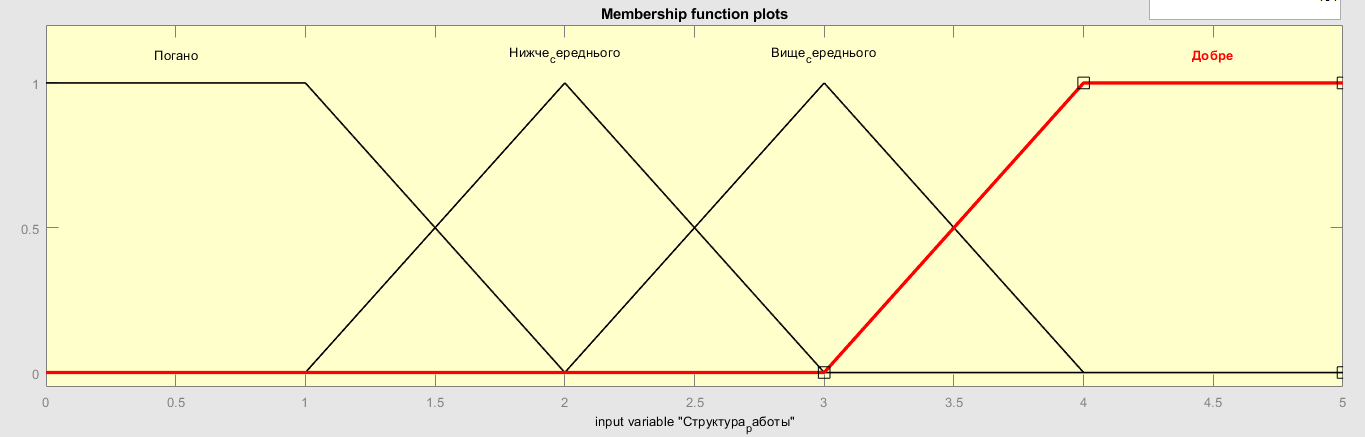 Membership function plots
Погано Нижче_середнього Вище_середнього Добре
1
0.5
0
0 0.5 1 1.5 2 2.5 3 3.5 4 4.5 5
input variable "Структура_работы"